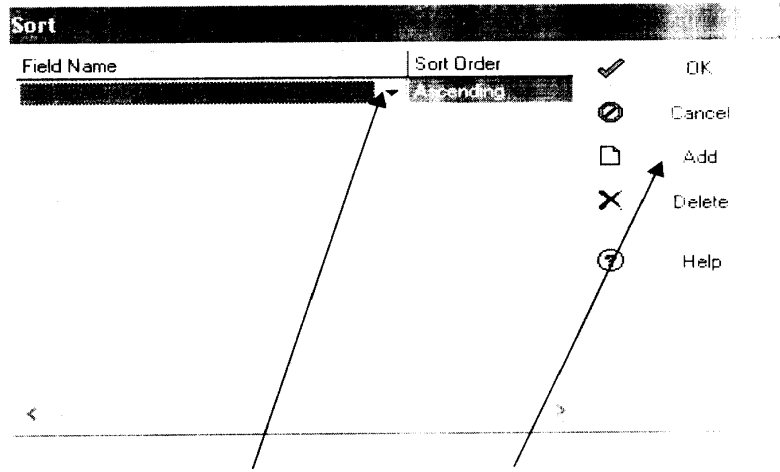 Sort
Field Name
Sort Order
Ascending
OK
Cancel
Add
Delete
Help